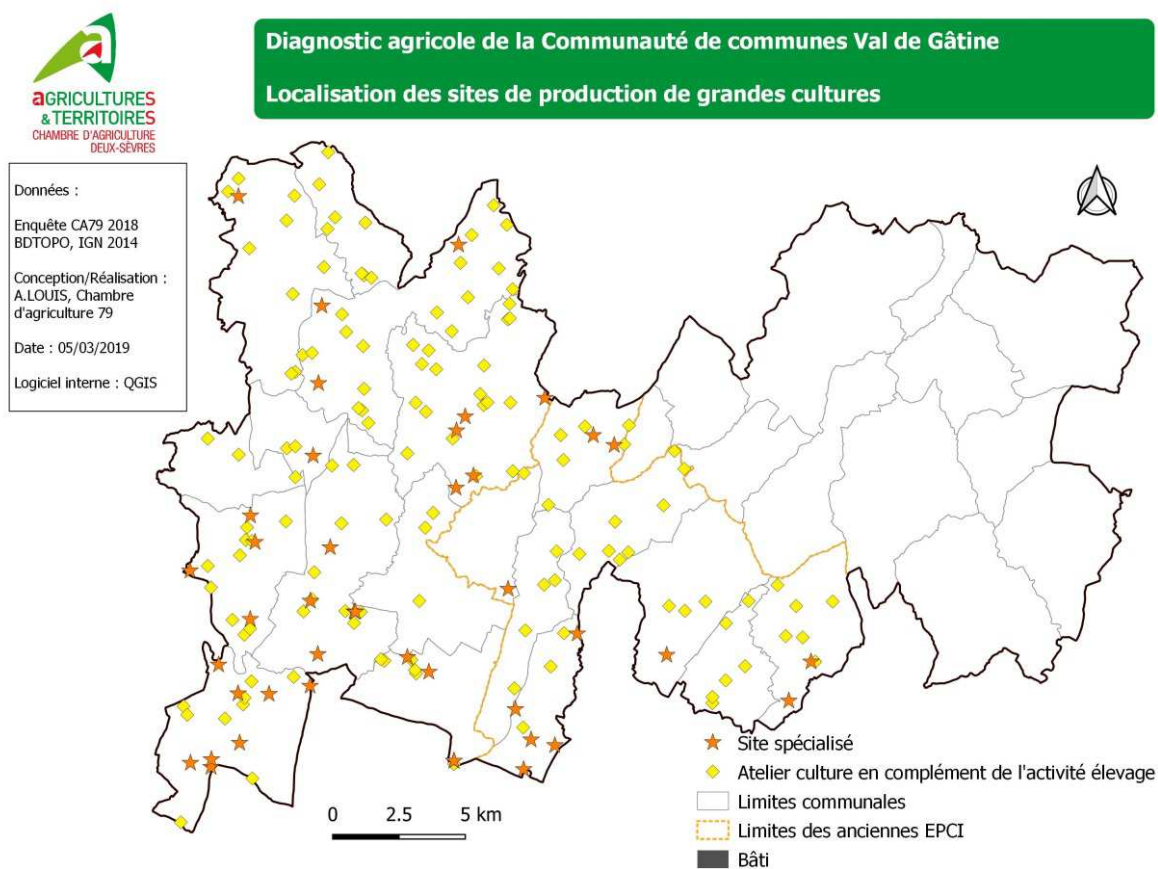 Diagnostic agricole de la Communauté de communes Val de Gâtine
Localisation des sites de production de grandes cultures
aGRICULTURES
& TERRITOIRES
CHAMBRE D'AGRICULTURE
DEUX-SÈVRES
Données :
Enquête CA79 2018
BDTOPO, IGN 2014
Conception/Réalisation :
A.LOUIS, Chambre
d'agriculture 79
Date : 05/03/2019
Logiciel interne : QGIS
Site spécialisé
Atelier culture en complément de l'activité élevage
Limites communales
Limites des anciennes EPCI
Bâti
0 2.5 5 km